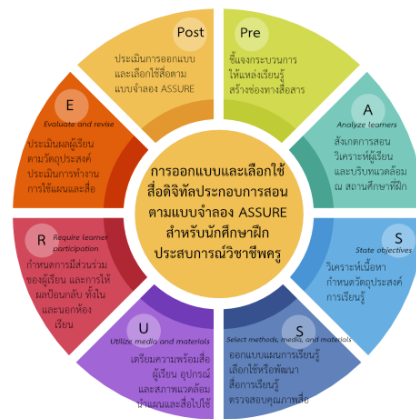 Pre
ชี้แจงกระบวนการ
ให้แหล่งเรียนรู้
สร้างช่องทางสื่อสาร
A
Analyze learners
สังเกตการสอน
วิเคราะห์ผู้เรียน
และบริบทแวดล้อม
ณ สถานศึกษาที่ฝึก
S
State objectives
วิเคราะห์เนื้อหา
กำหนดวัตถุประสงค์
การเรียนรู้
S
Select methods, media, and materials
ออกแบบแผนการเรียนรู้
เลือกใช้หรือพัฒนา
สื่อการเรียนรู้
ตรวจสอบคุณภาพสื่อ
U
Utilize media and materials
เตรียมความพร้อมสื่อ
ผู้เรียน อุปกรณ์
และสภาพแวดล้อม
นำแผนและสื่อไปใช้
R
Require learner
participation
กำหนดการมีส่วนร่วม
ของผู้เรียน และการให้
ผลป้อนกลับ ทั้งใน
และนอกห้อง
เรียน
E
Evaluate and revise
ประเมินผลผู้เรียน
ตามวัตถุประสงค์
ประเมินการทำงาน
การใช้แผนและสื่อ
Post
ประเมินการออกแบบ
และเลือกใช้สื่อตาม
แบบจำลอง ASSURE
การออกแบบและเลือกใช้
สื่อดิจิทัลประกอบการสอน
ตามแบบจำลอง ASSURE
สำหรับนักศึกษาฝึก
ประสบการณ์วิชาชีพครู